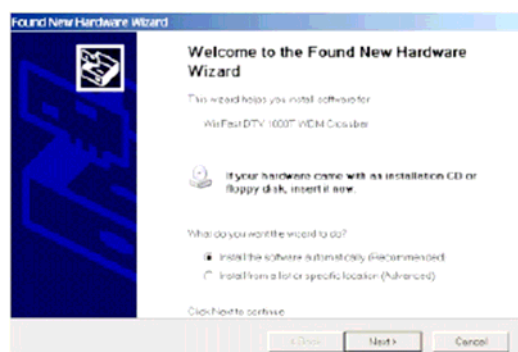 Found New Hardware Wizard
Welcome to the Found New Hardware
Wizard
This wizard helps you install software for
WinFast DTV 1000T WDM Crossbar
If your hardware came with an installation CD or
floppy disk, insert it now.
What do you want the wizard to do?
Install the software automatically (Recommended)
Install from a list or specific location (Advanced)
Click Next to continue
< Back
Next >
Cancel